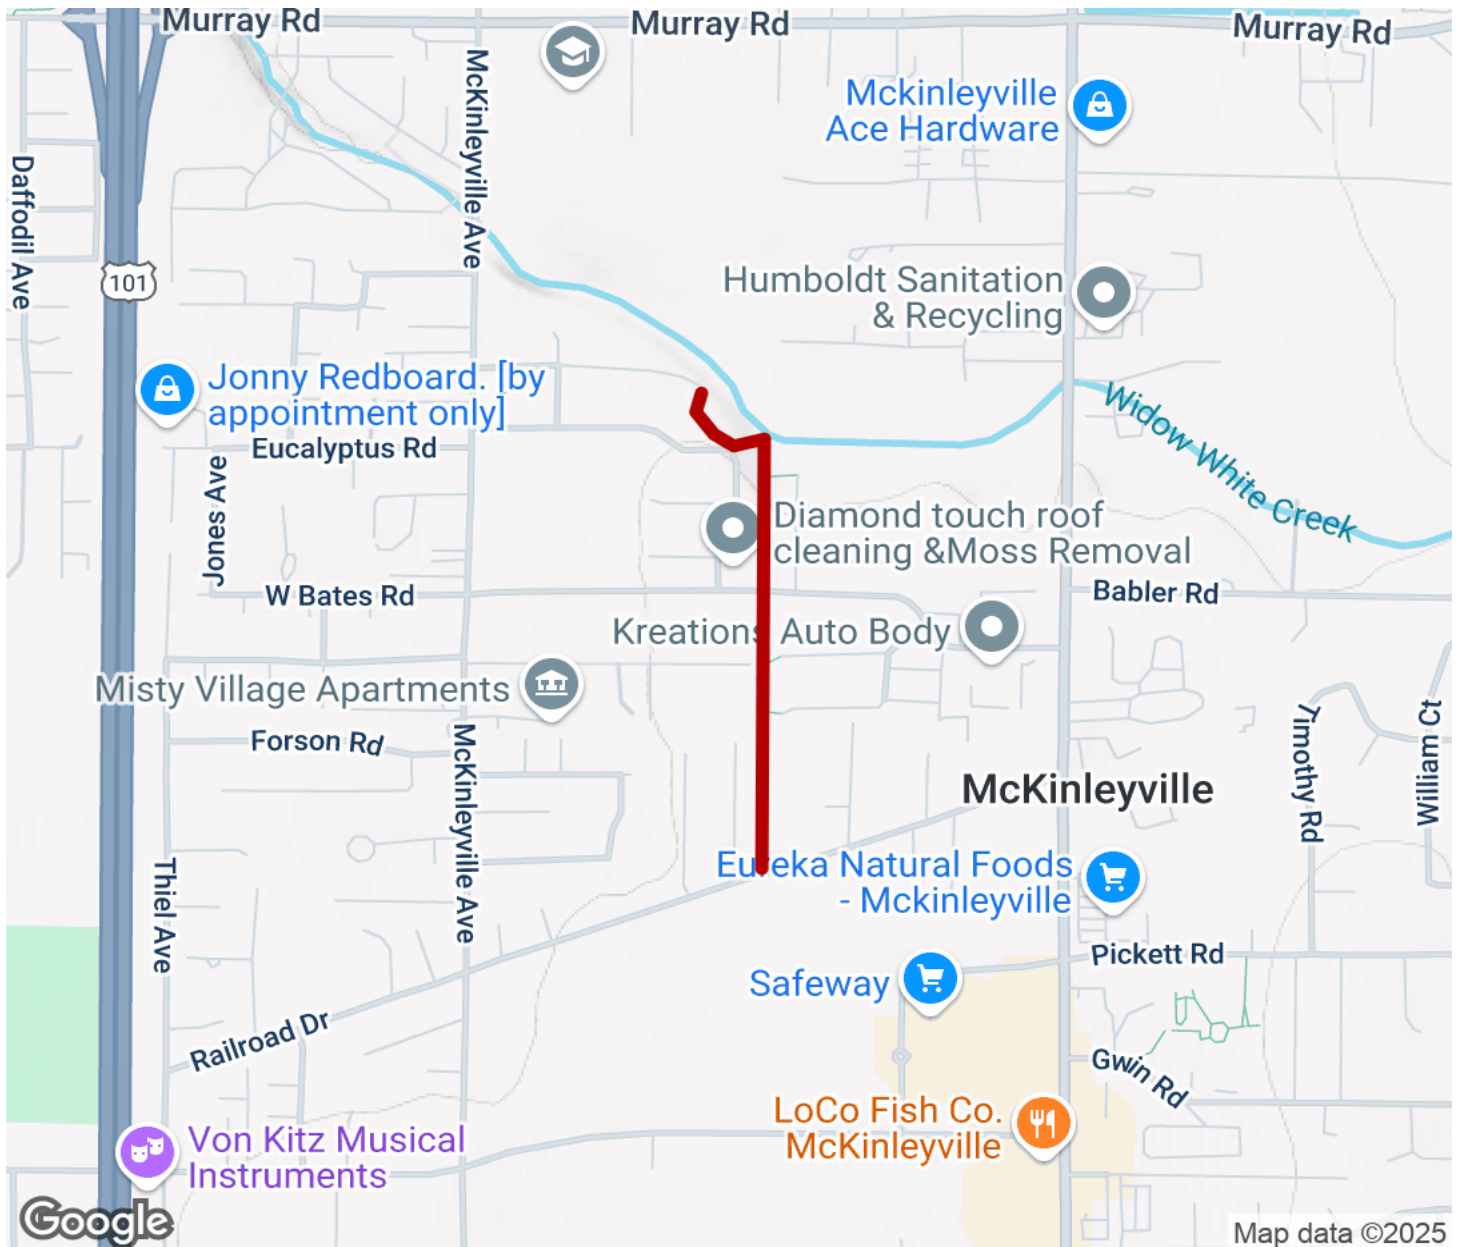 Murray Rd
Murray Rd
Murray Rd
McKinleyville Ave
Mckinleyville
Ace Hardware
Daffodil Ave
101
Humboldt Sanitation
& Recycling
Jonny Redboard. [by
appointment only]
Widow White Creek
Eucalyptus Rd
Jones Ave
Diamond touch roof
cleaning &Moss Removal
W Bates Rd
Babler Rd
Kreations Auto Body
Misty Village Apartments
Forson Rd
McKinleyville Ave
Timothy Rd
William Ct
McKinleyville
Eureka Natural Foods
- Mckinleyville
Thiel Ave
Pickett Rd
Safeway
Railroad Dr
Gwin Rd
LoCo Fish Co.
McKinleyville
Von Kitz Musical
Instruments
Google
Map data ©2025